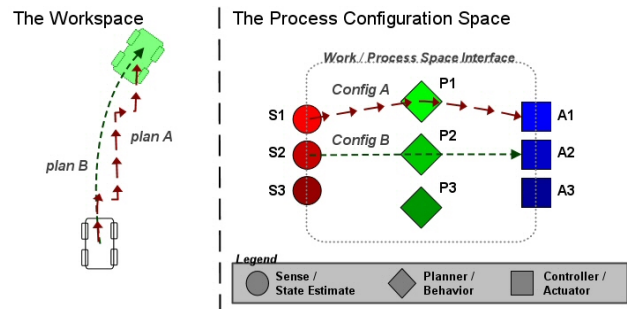 The Workspace
plan A
plan B
The Process Configuration Space
Work / Process Space Interface
Config A
P1
S1
A1
Config B
P2
S2
A2
P3
S3
A3
Legend
Sense /
State Estimate
Planner /
Behavior
Controller /
Actuator